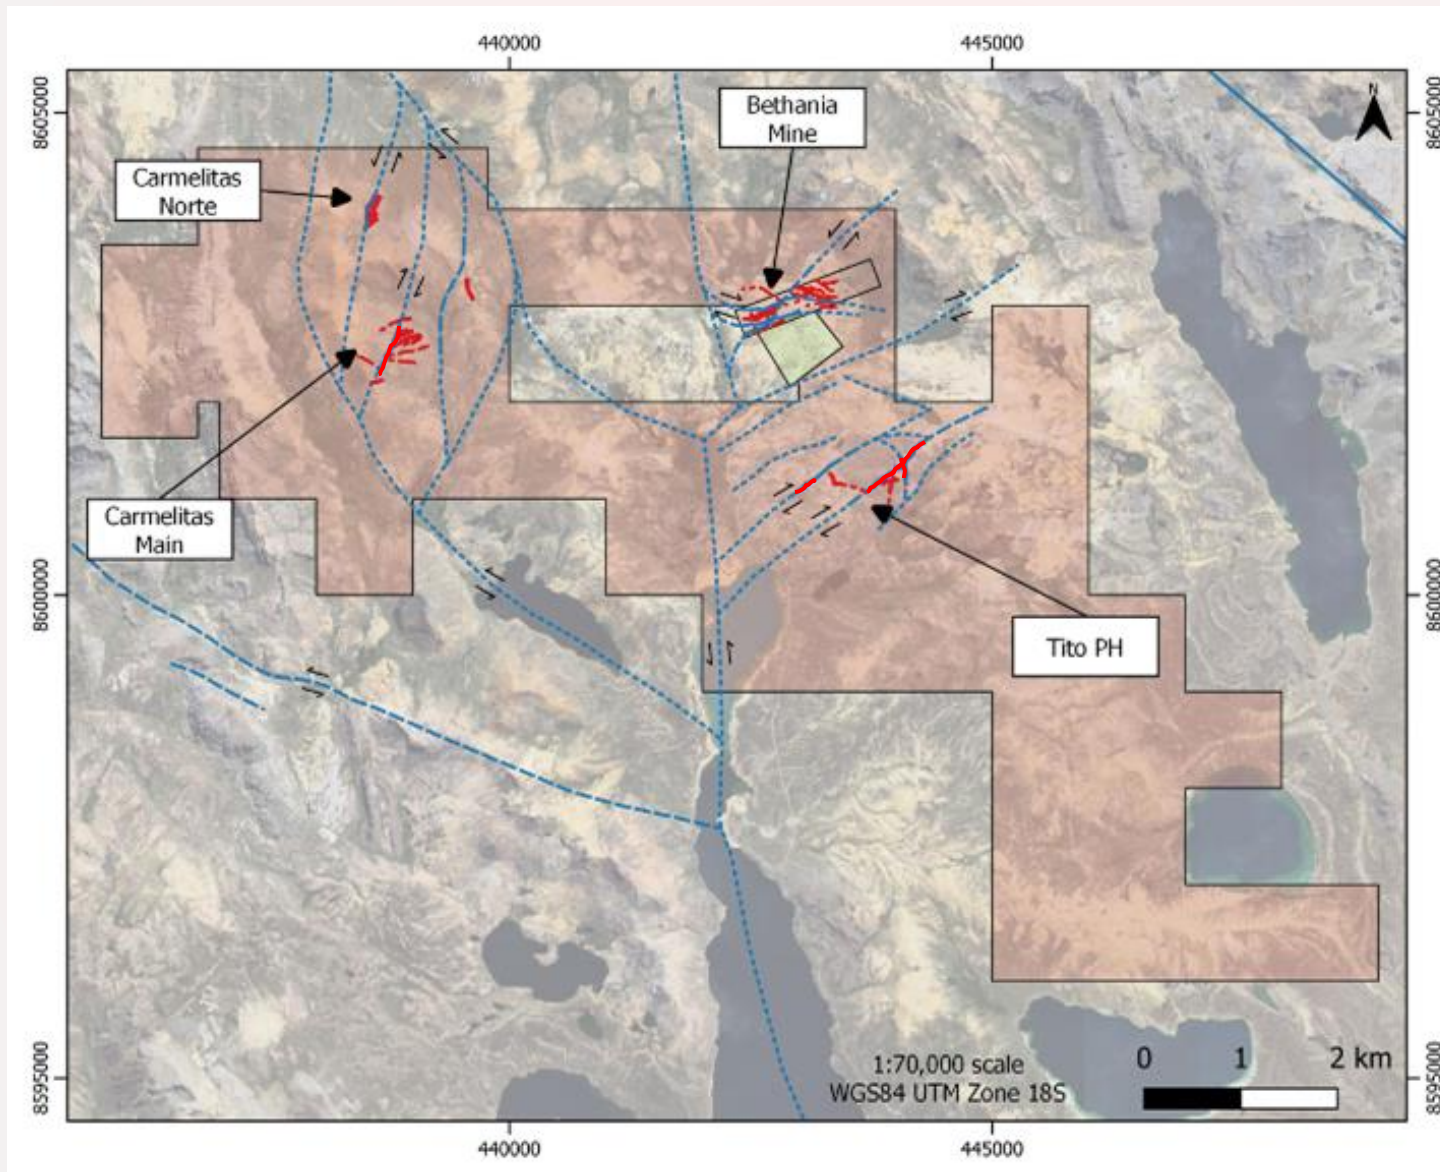 440000
445000
8605000
8605000
N
Bethania
Mine
Carmelitas
Norte
Carmelitas
Main
8600000
8600000
Tito PH
1:70,000 scale
WGS84 UTM Zone 18S
0 1 2 km
8595000
8595000
440000
445000